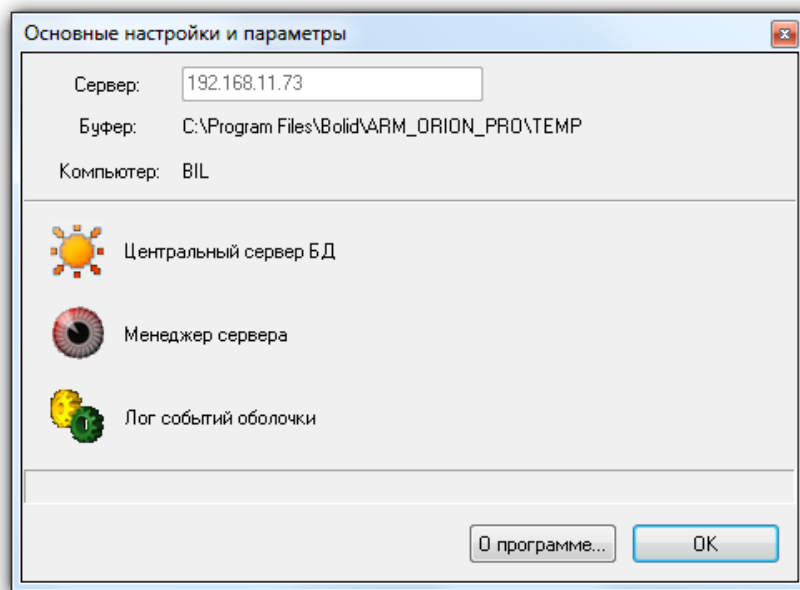 Основные настройки и параметры
Сервер: 192.168.11.73
Буфер: C:\Program Files\Bolid\ARM_ORION_PRO\TEMP
Компьютер: BIL
Центральный сервер БД
Менеджер сервера
Лог событий оболочки
О программе... OK